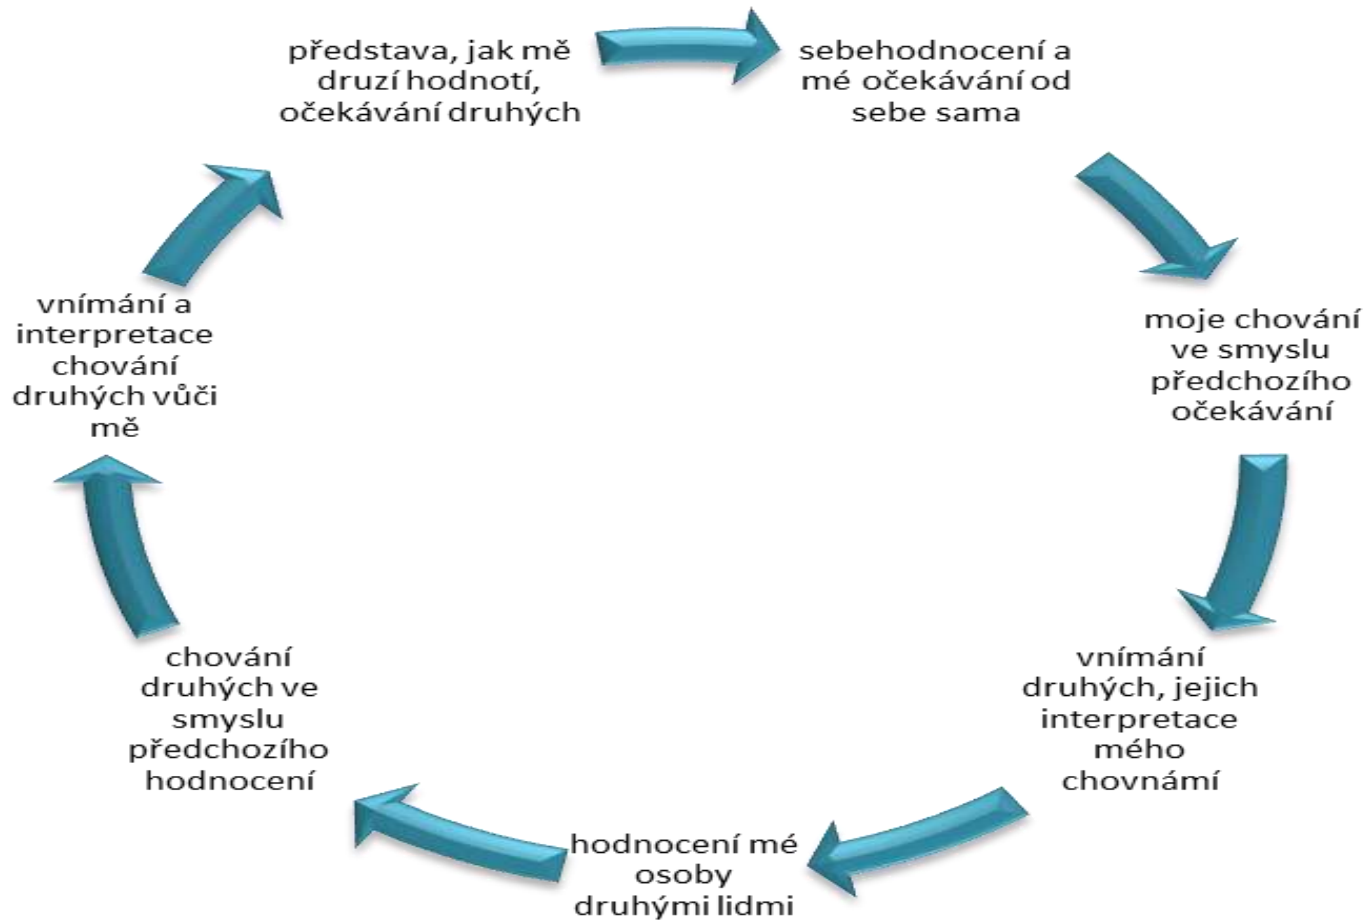 představa, jak mě
druzí hodnotí,
očekávání druhých
sebehodnocení a
mé očekávání od
sebe sama
moje chování
ve smyslu
předchozího
očekávání
vnímání
druhých, jejich
interpretace
mého
chovnámí
hodnocení mé
osoby
druhými lidmi
chování
druhých ve
smyslu
předchozího
hodnocení
vnímání a
interpretace
chování
druhých vůči
mě